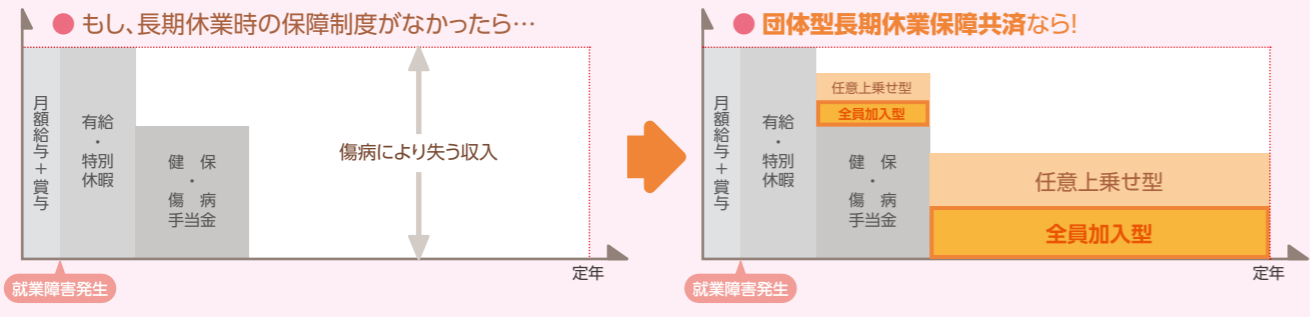 ● もし、長期休業時の保障制度がなかったら…
月額給与＋賞与
有給
・
特別
休暇
健　保
・
傷　病
手当金
傷病により失う収入
定年
就業障害発生
● 団体型長期休業保障共済なら!
月額給与＋賞与
有給
・
特別
休暇
任意上乗せ型
全員加入型
健　保
・
傷　病
手当金
任意上乗せ型
全員加入型
定年
就業障害発生